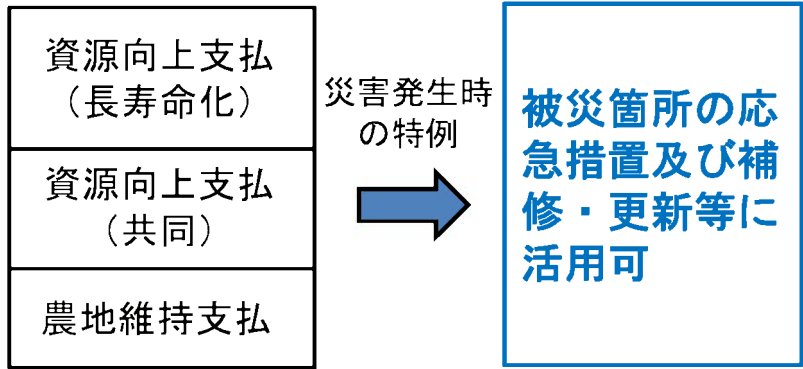 資源向上支払
（長寿命化）
資源向上支払
（共同）
農地維持支払
災害発生時
の特例
被災箇所の応
急措置及び補
修・更新等に
活用可